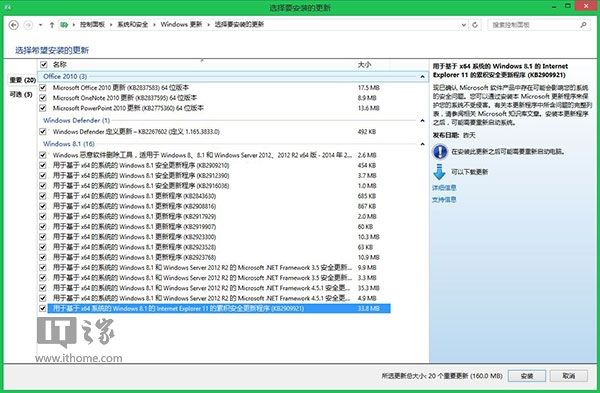 选择要安装的更新
控制面板 › 系统和安全 › Windows 更新 › 选择要安装的更新
搜索控制面板
选择希望安装的更新
重要 (20)
可选 (3)
名称 大小
Office 2010 (3)
Microsoft Office 2010 更新 (KB2837583) 64 位版本 17.5 MB
Microsoft OneNote 2010 更新 (KB2837595) 64 位版本 8.9 MB
Microsoft PowerPoint 2010 更新 (KB2775360) 64 位版本 13.6 MB
Windows Defender (1)
Windows Defender 定义更新 – KB2267602 (定义 1.165.3833.0) 492 KB
Windows 8.1 (16)
Windows 恶意软件删除工具，适用于 Windows 8、8.1 和 Windows Server 2012、2012 R2 x64 版 - 2014 年 2... 2.6 MB
用于基于 x64 的系统的 Windows 8.1 安全更新程序 (KB2909210) 454 KB
用于基于 x64 的系统的 Windows 8.1 安全更新程序 (KB2912390) 3.7 MB
用于基于 x64 的系统的 Windows 8.1 安全更新程序 (KB2916036) 1.0 MB
用于基于 x64 的系统的 Windows 8.1 更新程序 (KB2843630) 685 KB
用于基于 x64 的系统的 Windows 8.1 更新程序 (KB2908816) 867 KB
用于基于 x64 的系统的 Windows 8.1 更新程序 (KB2917929) 2.0 MB
用于基于 x64 的系统的 Windows 8.1 更新程序 (KB2919907) 60 KB
用于基于 x64 的系统的 Windows 8.1 更新程序 (KB2923300) 10.3 MB
用于基于 x64 的系统的 Windows 8.1 更新程序 (KB2923528) 63 KB
用于基于 x64 的系统的 Windows 8.1 更新程序 (KB2923768) 10.9 MB
用于基于 x64 的系统的 Windows 8.1 和 Windows Server 2012 R2 的 Microsoft .NET Framework 3.5 安全更新... 9.9 MB
用于基于 x64 的系统的 Windows 8.1 和 Windows Server 2012 R2 的 Microsoft .NET Framework 3.5 安全更新... 3.3 MB
用于基于 x64 的系统的 Windows 8.1 和 Windows Server 2012 R2 的 Microsoft .NET Framework 4.5.1 安全更... 35.3 MB
用于基于 x64 的系统的 Windows 8.1 和 Windows Server 2012 R2 的 Microsoft .NET Framework 4.5.1 安全更... 4.9 MB
用于基于 x64 系统的 Windows 8.1 的 Internet Explorer 11 的累积安全更新程序 (KB2909921) 33.8 MB
用于基于 x64 系统的 Windows 8.1 的 Internet
Explorer 11 的累积安全更新程序 (KB2909921)
现已确认 Microsoft 软件产品中存在可能会影响您的系统
的安全问题。您可以通过安装本 Microsoft 更新程序来保
护您的系统不受侵害。有关本更新程序中所含问题的完整列
表，请参阅相关 Microsoft 知识库文章。安装本更新程序
之后，可能需要重新启动系统。
发布日期: 昨天
在安装此更新之后可能需要重新启动电脑。
可以下载更新
详细信息
支持信息
IT之家
www.ithome.com
所选更新总大小: 20 个重要更新 (160.0 MB)
安装
取消